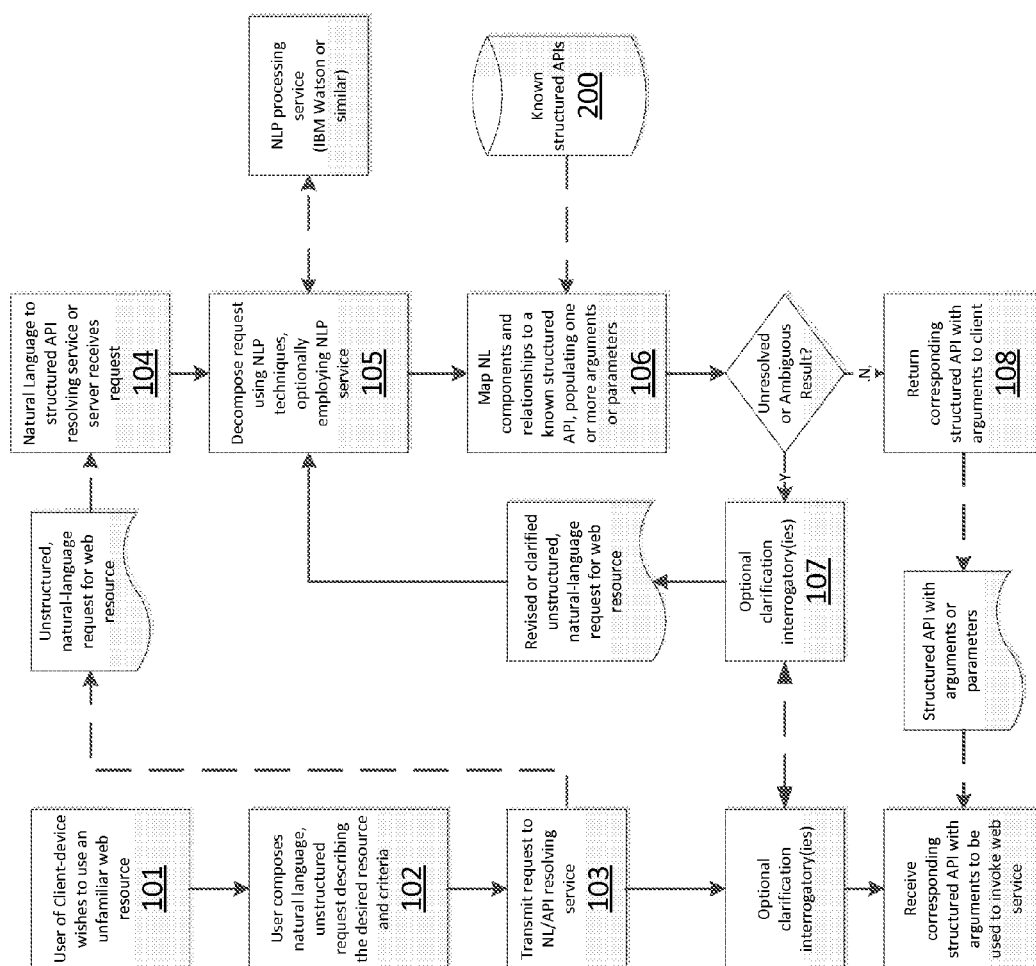 User of Client-device
wishes to use an
unfamiliar web
resource
101
User composes
natural language,
unstructured
request describing
the desired resource
and criteria
102
Transmit request to
NL/API resolving
service
103
Optional
clarification
interrogatory(ies)
Receive
corresponding
structured API with
arguments to be
used to invoke web
service
Unstructured,
natural-language
request for web
resource
Natural Language to
structured API
resolving service or
server receives
request
104
Decompose request
using NLP
techniques,
optionally
employing NLP
service
105
NLP processing
service
(IBM Watson or
similar)
Map NL
components and
relationships to a
known structured
API, populating one
or more arguments
or parameters
106
Known
structured APIs
200
Unresolved
or Ambiguous
Result?
Y
N
Optional
clarification
interrogatory(ies)
107
Revised or clarified
unstructured,
natural-language
request for web
resource
Return
corresponding
structured API with
arguments to client
108
Structured API with
arguments or
parameters